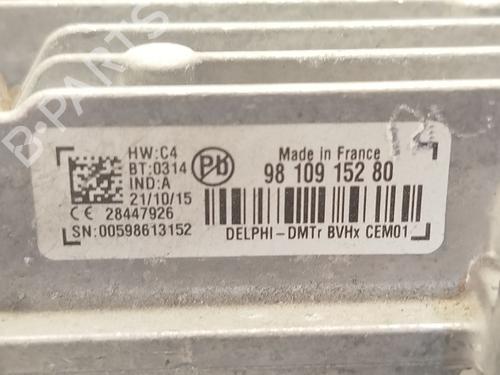 B-PARTS
HW:C4
BT:0314
IND:A
21/10/15
CE 28447926
SN:00598613152
PR
Made in France
98 109 152 80
DELPHI-DMTr BVHx CEM01